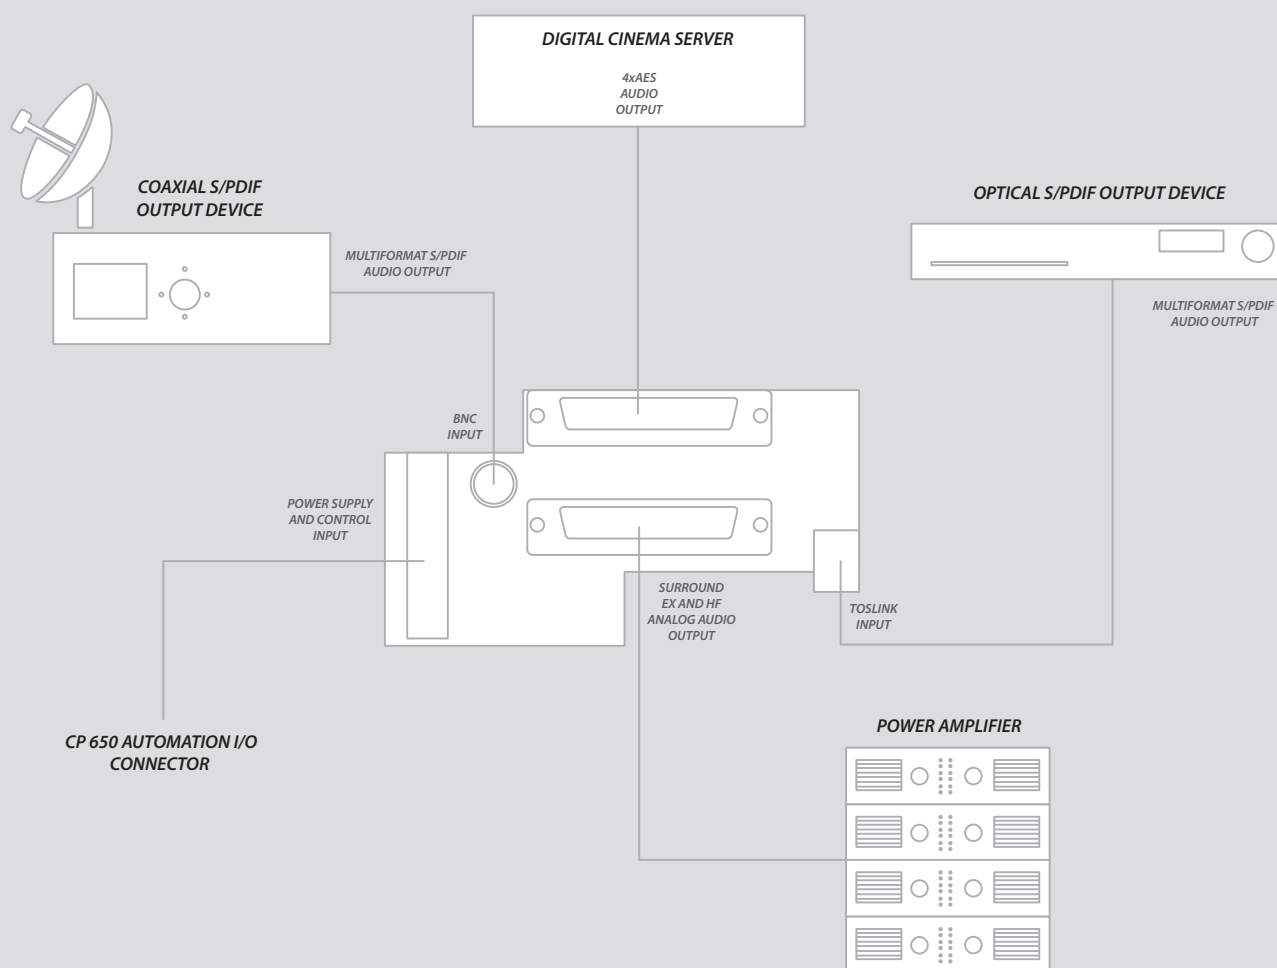 DIGITAL CINEMA SERVER
4xAES
AUDIO
OUTPUT
COAXIAL S/PDIF
OUTPUT DEVICE
OPTICAL S/PDIF OUTPUT DEVICE
MULTIFORMAT S/PDIF
AUDIO OUTPUT
MULTIFORMAT S/PDIF
AUDIO OUTPUT
BNC
INPUT
POWER SUPPLY
AND CONTROL
INPUT
SURROUND
EX AND HF
ANALOG AUDIO
OUTPUT
TOSLINK
INPUT
CP 650 AUTOMATION I/O
CONNECTOR
POWER AMPLIFIER